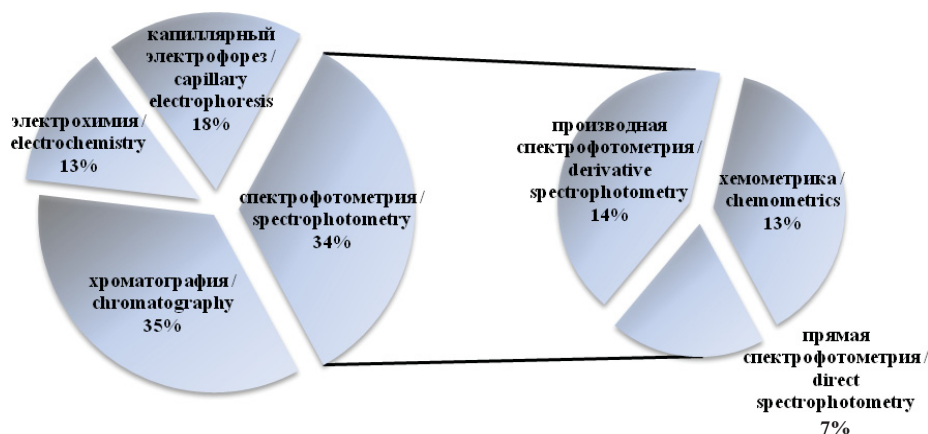 капиллярный
электрофорез /
capillary
electrophoresis
18%
электрохимия /
electrochemistry
13%
спектрофотометрия /
spectrophotometry
34%
хроматография /
chromatography
35%
производная
спектрофотометрия /
derivative
spectrophotometry
14%
хемометрика /
chemometrics
13%
прямая
спектрофотометрия /
direct
spectrophotometry
7%